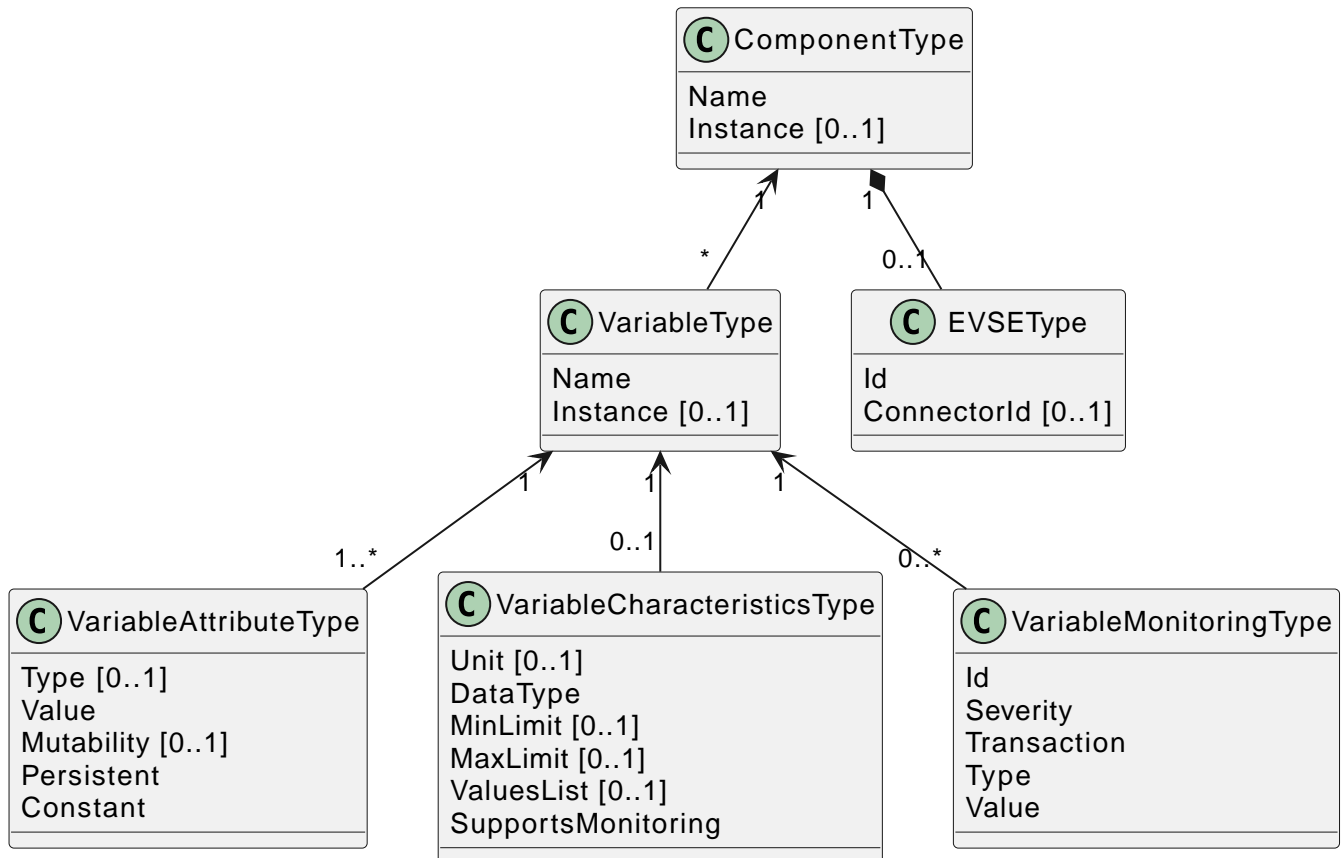 C ComponentType
Name
Instance [0..1]
1
1
*
0..1
C VariableType
Name
Instance [0..1]
C EVSEType
Id
ConnectorId [0..1]
1
1
1
1..*
0..1
0..*
C VariableAttributeType
Type [0..1]
Value
Mutability [0..1]
Persistent
Constant
C VariableCharacteristicsType
Unit [0..1]
DataType
MinLimit [0..1]
MaxLimit [0..1]
ValuesList [0..1]
SupportsMonitoring
C VariableMonitoringType
Id
Severity
Transaction
Type
Value